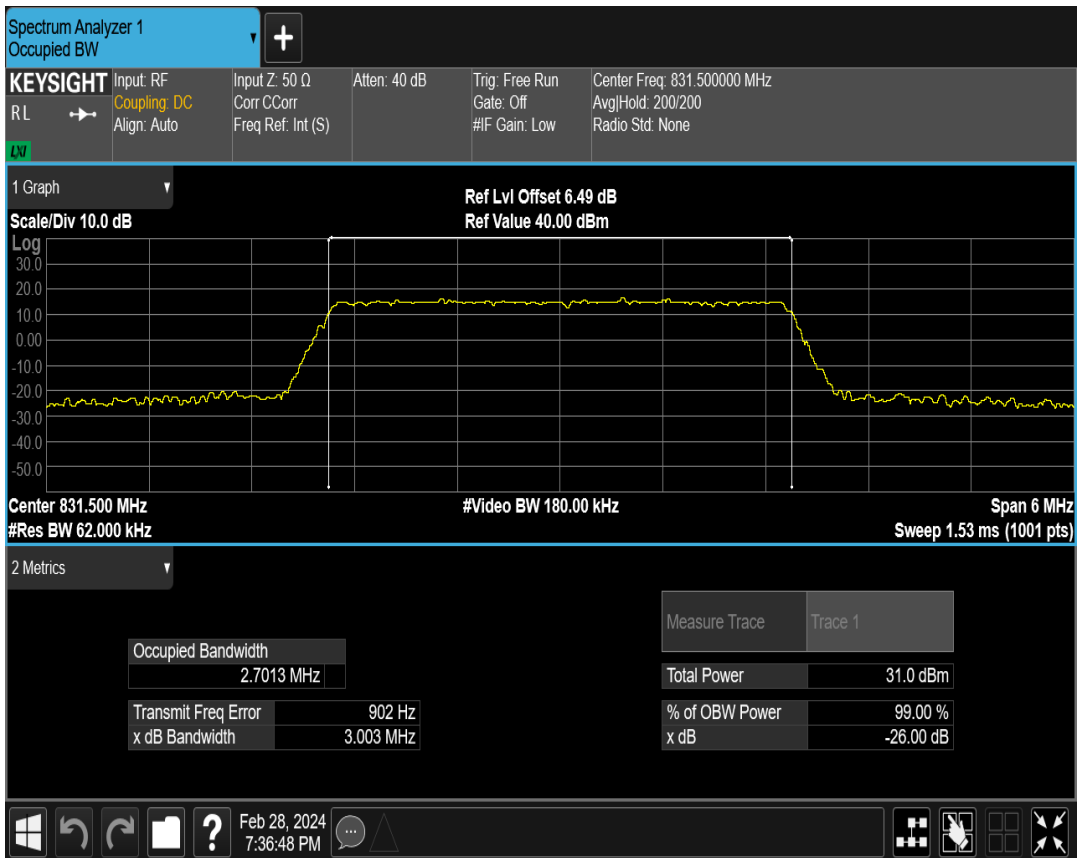 Spectrum Analyzer 1
Occupied BW
+
KEYSIGHT
RL
LXI
Input: RF
Coupling: DC
Align: Auto
Input Z: 50 Ω
Corr CCorr
Freq Ref: Int (S)
Atten: 40 dB
Trig: Free Run
Gate: Off
#IF Gain: Low
Center Freq: 831.500000 MHz
Avg|Hold: 200/200
Radio Std: None
1 Graph
Scale/Div 10.0 dB
Ref Lvl Offset 6.49 dB
Ref Value 40.00 dBm
Log
30.0
20.0
10.0
0.00
-10.0
-20.0
-30.0
-40.0
-50.0
Center 831.500 MHz
#Video BW 180.00 kHz
Span 6 MHz
#Res BW 62.000 kHz
Sweep 1.53 ms (1001 pts)
2 Metrics
Measure Trace Trace 1
Occupied Bandwidth
2.7013 MHz
Total Power 31.0 dBm
Transmit Freq Error 902 Hz
% of OBW Power 99.00 %
x dB Bandwidth 3.003 MHz
x dB -26.00 dB
?
Feb 28, 2024
7:36:48 PM